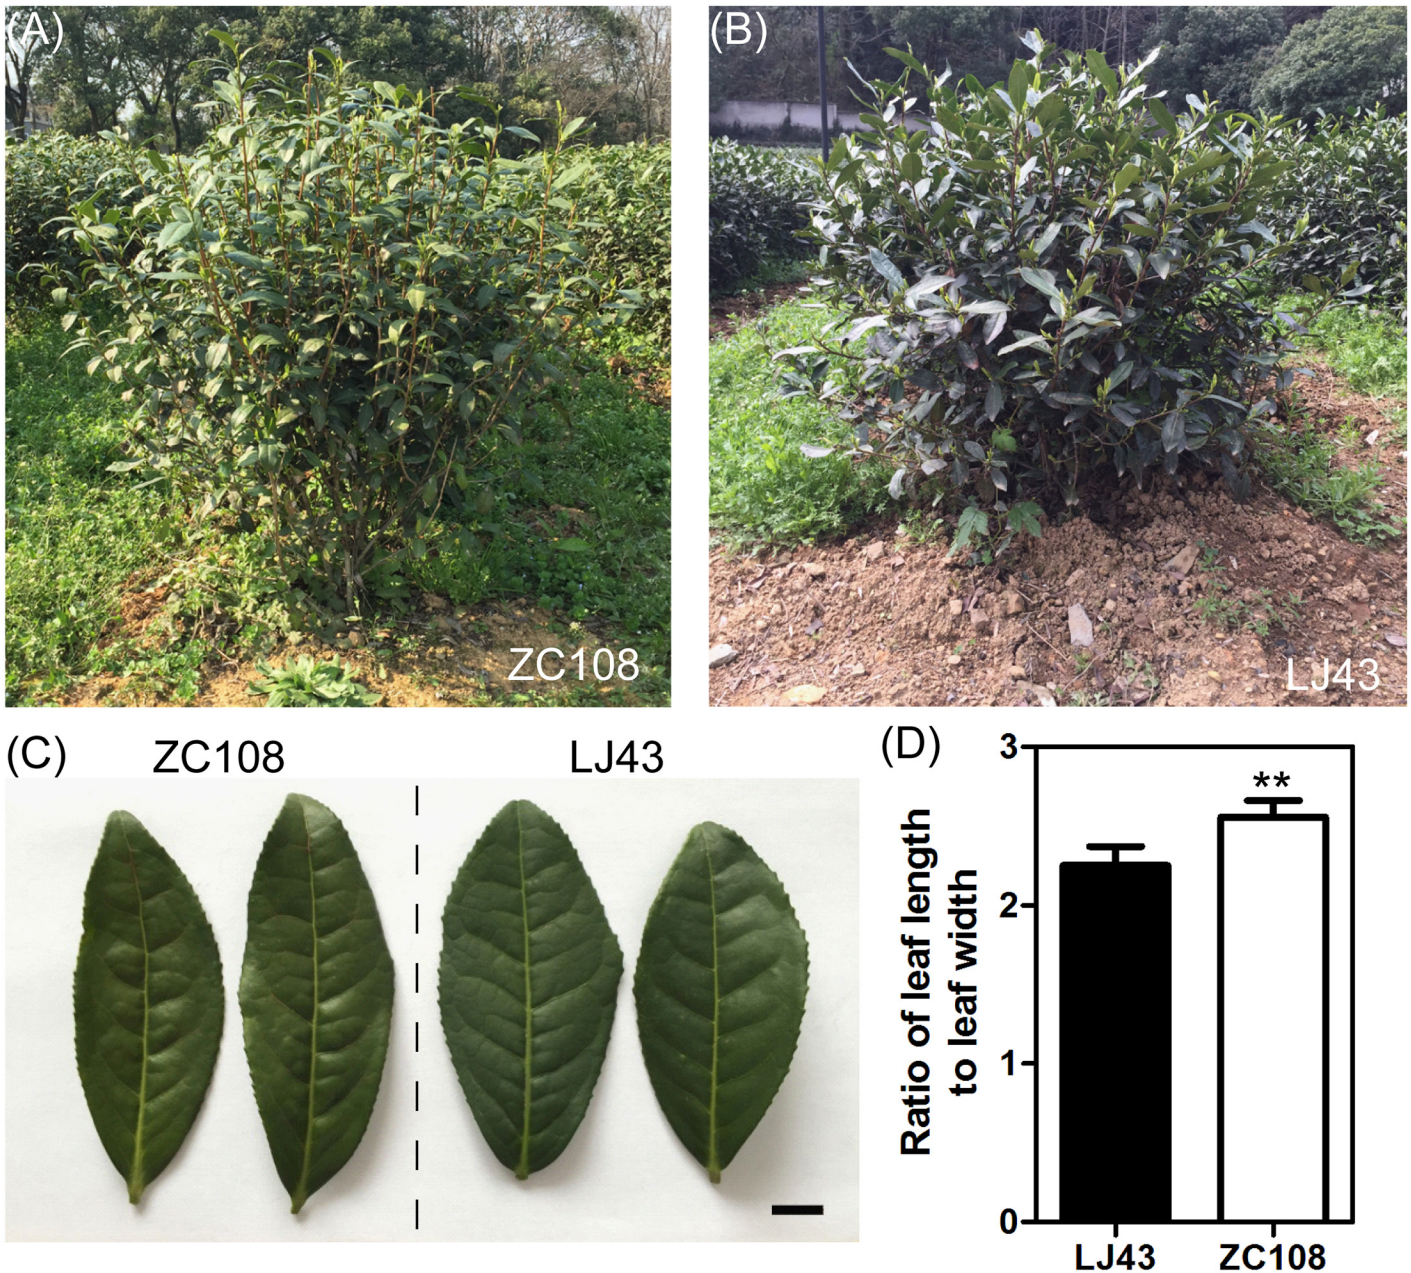 (A)
ZC108
(B)
LJ43
(C)
ZC108
LJ43
(D)
Ratio of leaf length
to leaf width
3
2
1
0
**
LJ43
ZC108